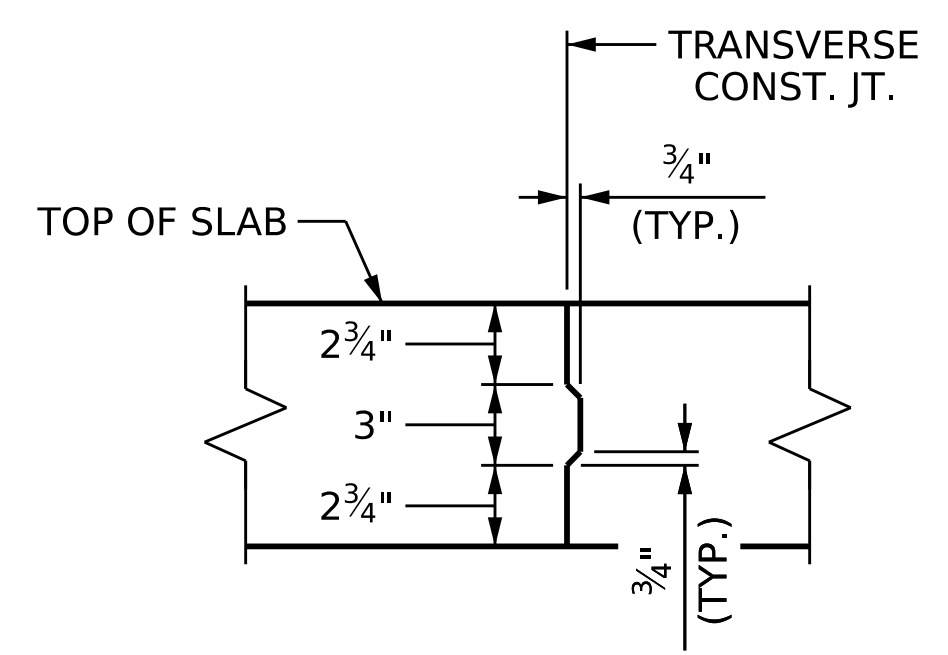 TRANSVERSE
CONST. JT.
¾"
(TYP.)
TOP OF SLAB
2¾"
3"
2¾"
¾"
(TYP.)